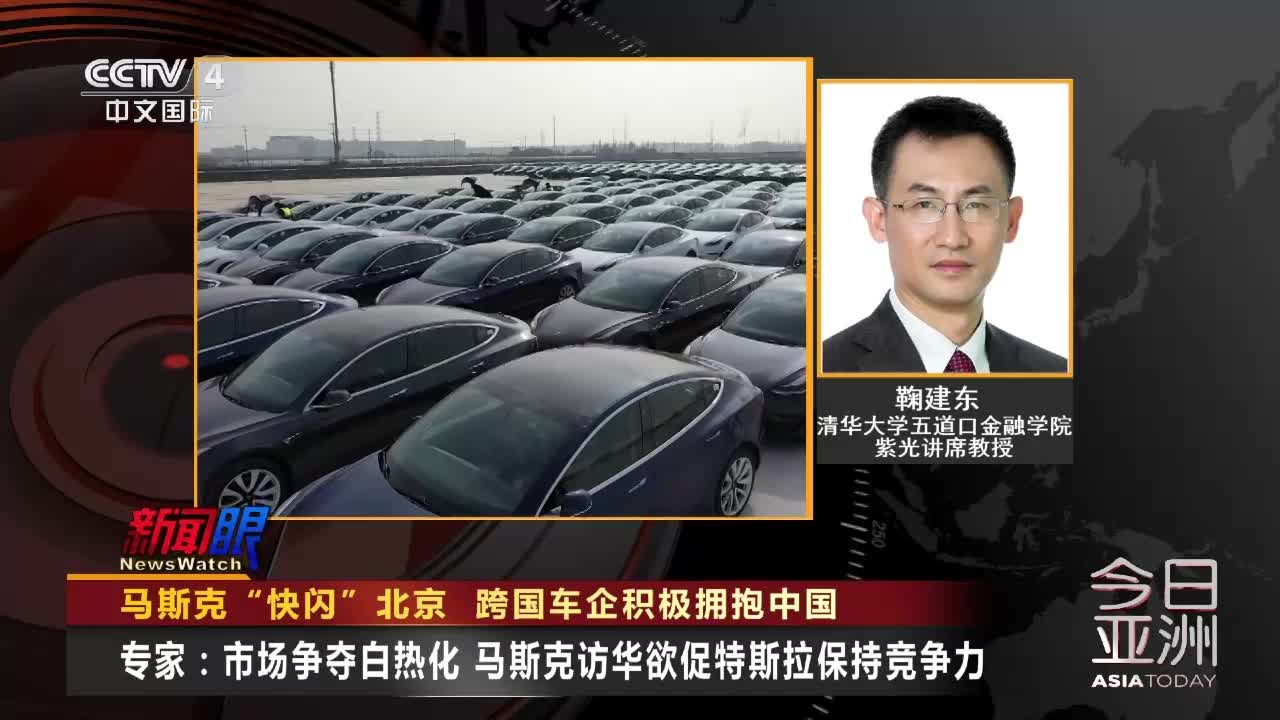 CCTV 4
中文国际
鞠建东
清华大学五道口金融学院
紫光讲席教授
250
新闻眼
NewsWatch
马斯克“快闪”北京 跨国车企积极拥抱中国
专家：市场争夺白热化 马斯克访华欲促特斯拉保持竞争力
今日
亚洲
ASIATODAY